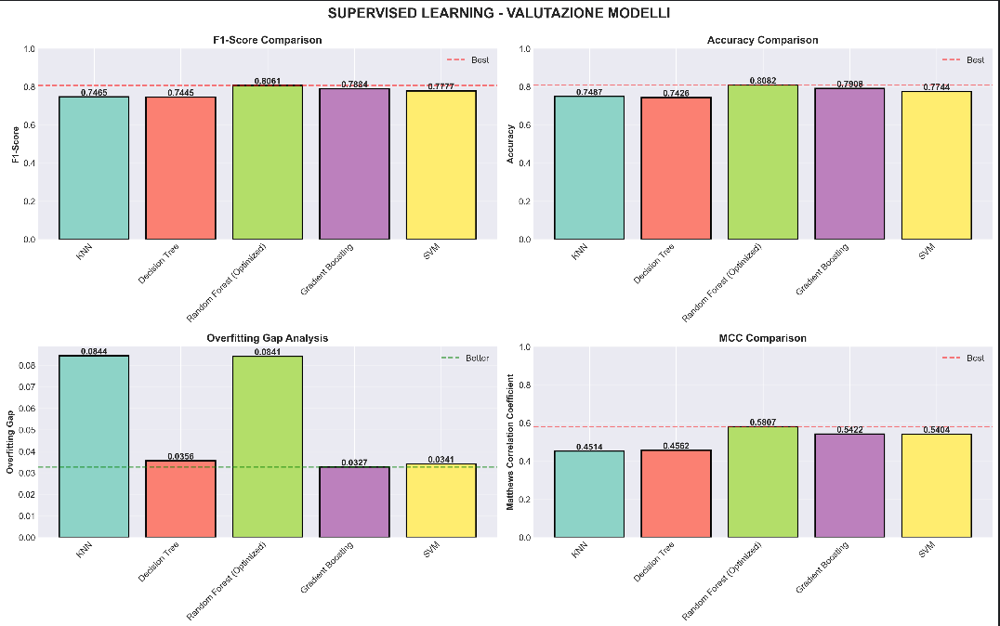 SUPERVISED LEARNING - VALUTAZIONE MODELLI
F1-Score Comparison
F1-Score
1.0
0.8
0.6
0.4
0.2
0.0
Best
0.7465
0.7445
0.8061
0.7884
0.7777
KNN
Decision Tree
Random Forest (Optimized)
Gradient Boosting
SVM
Accuracy Comparison
Accuracy
1.0
0.8
0.6
0.4
0.2
0.0
Best
0.7487
0.7426
0.8082
0.7908
0.7744
KNN
Decision Tree
Random Forest (Optimized)
Gradient Boosting
SVM
Overfitting Gap Analysis
Overfitting Gap
0.08
0.07
0.06
0.05
0.04
0.03
0.02
0.01
0.00
Better
0.0844
0.0356
0.0841
0.0327
0.0341
KNN
Decision Tree
Random Forest (Optimized)
Gradient Boosting
SVM
MCC Comparison
Matthews Correlation Coefficient
1.0
0.8
0.6
0.4
0.2
0.0
Best
0.4514
0.4562
0.5807
0.5422
0.5404
KNN
Decision Tree
Random Forest (Optimized)
Gradient Boosting
SVM